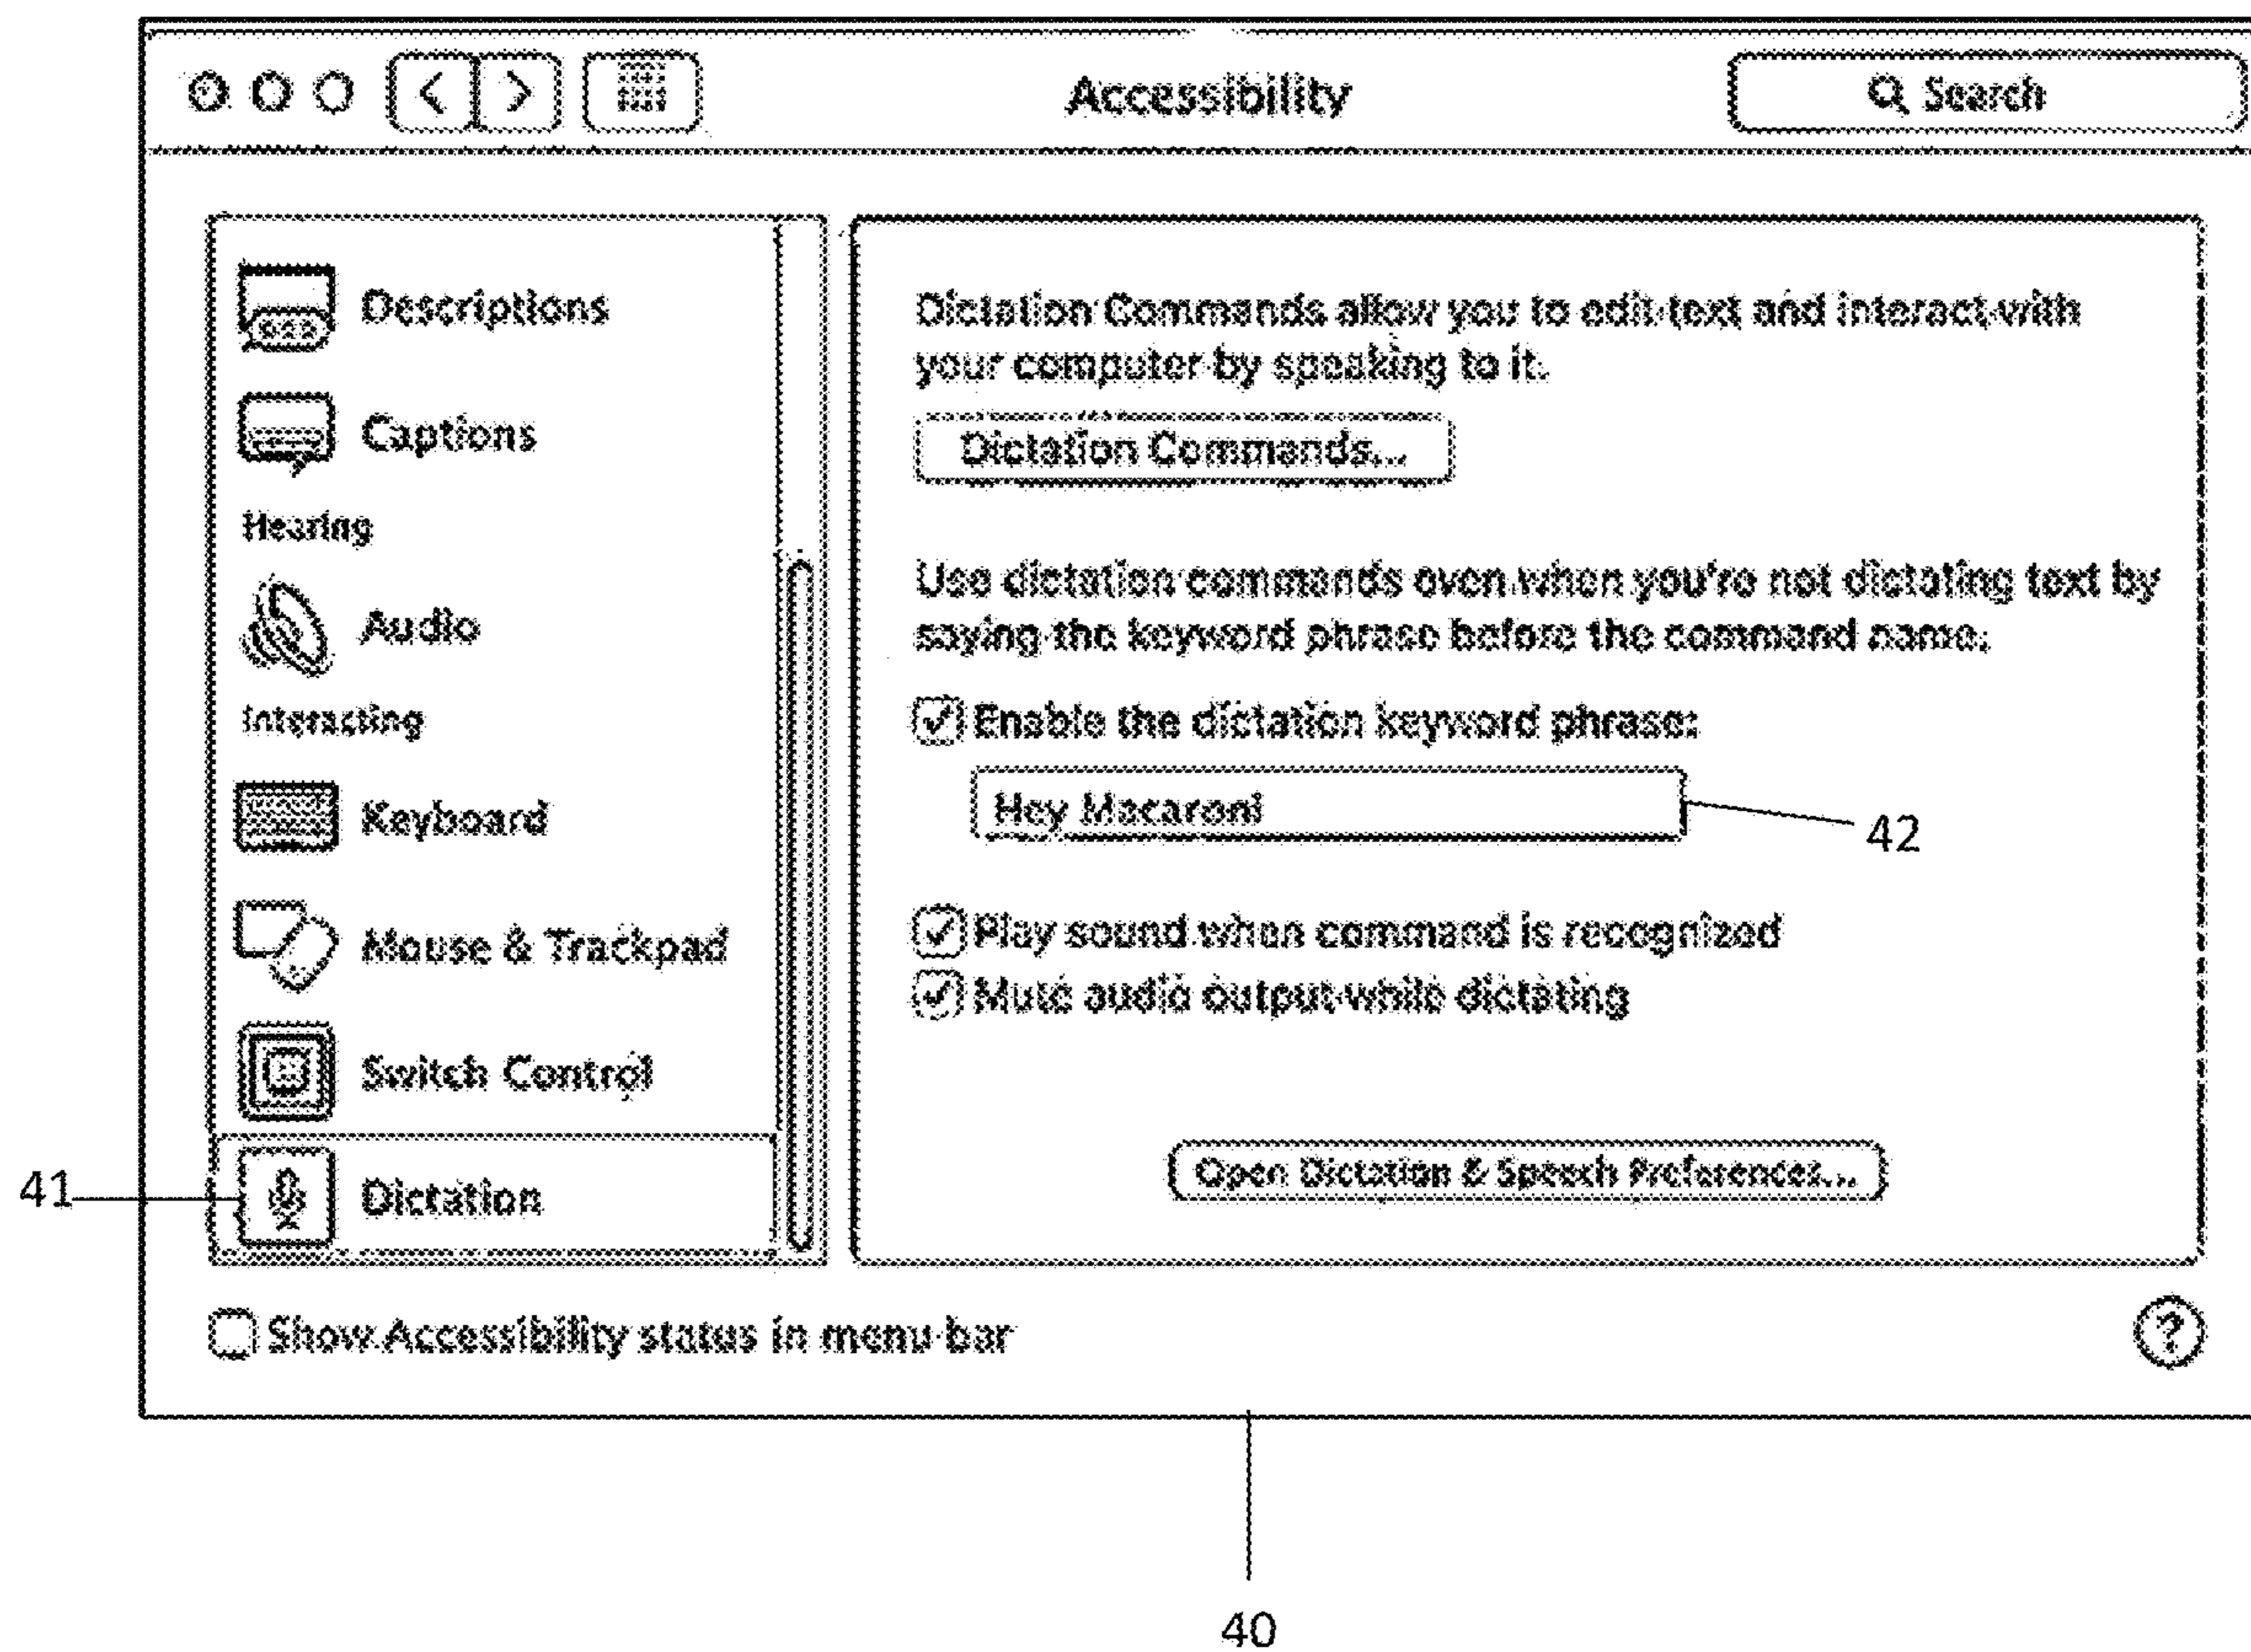 Accessibility
Search
Descriptions
Captions
Hearing
Audio
Interacting
Keyboard
Mouse & Trackpad
Switch Control
Dictation
Dictation Commands allow you to edit text and interact with
your computer by speaking to it.
Dictation Commands...
Use dictation commands even when you're not dictating text by
saying the keyword phrase before the command name.
Enable the dictation keyword phrase:
Hey Macaroni
42
Play sound when command is recognized
Mute audio output while dictating
Open Dictation & Speech Preferences...
41
Show Accessibility status in menu bar
?
40